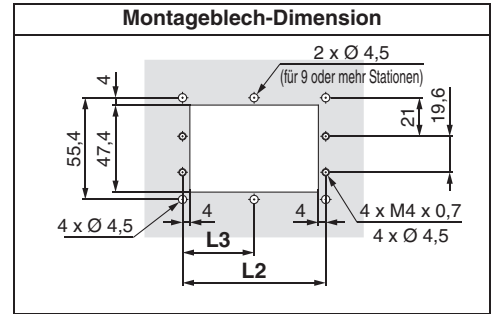 Montageblech-Dimension
2 x Ø 4,5
(für 9 oder mehr Stationen)
4
55,4
47,4
21
19,6
4
4
4 x Ø 4,5
4 x M4 x 0,7
4 x Ø 4,5
L3
L2